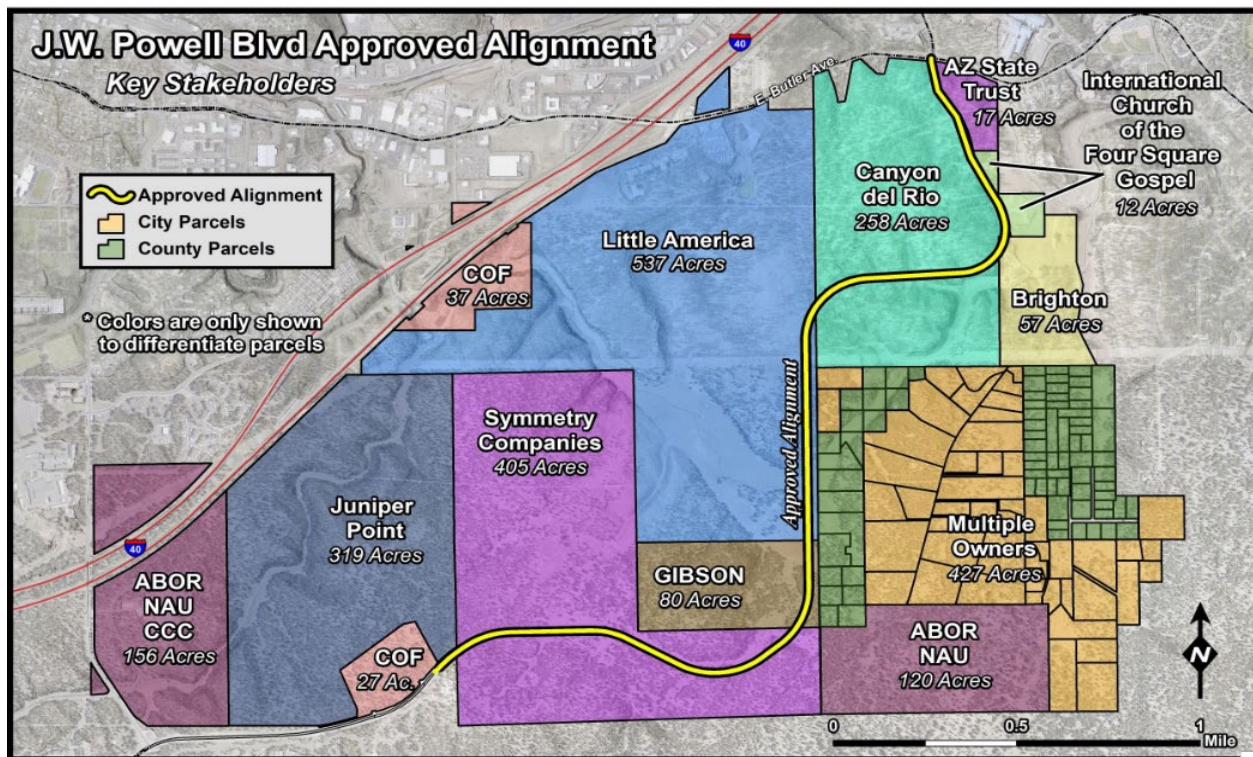 J.W. Powell Blvd Approved Alignment
Key Stakeholders
40
E. Butler Ave.
AZ State
Trust
17 Acres
International
Church
of the
Four Square
Gospel
12 Acres
Approved Alignment
City Parcels
County Parcels
* Colors are only shown
to differentiate parcels
Canyon
del Rio
258 Acres
Little America
537 Acres
COF
37 Acres
Brighton
57 Acres
Approved Alignment
Symmetry
Companies
405 Acres
Juniper
Point
319 Acres
Multiple
Owners
427 Acres
40
ABOR
NAU
CCC
156 Acres
GIBSON
80 Acres
COF
27 Ac.
ABOR
NAU
120 Acres
N
0 0.5 1
Mile